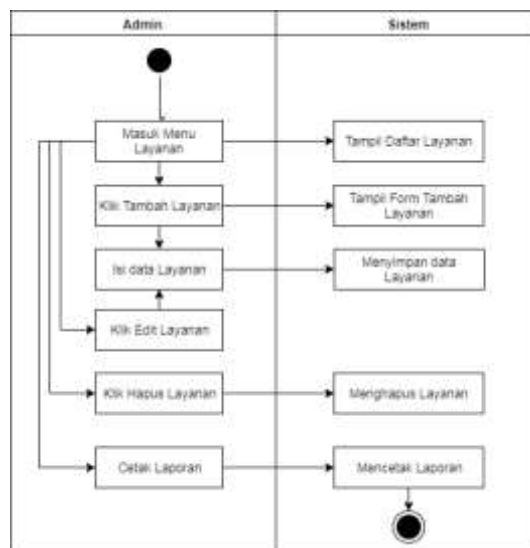 Admin
Sistem
Masuk Menu
Layanan
Tampil Daftar Layanan
Klik Tambah Layanan
Tampil Form Tambah
Layanan
Isi data Layanan
Menyimpan data
Layanan
Klik Edit Layanan
Klik Hapus Layanan
Menghapus Layanan
Cetak Laporan
Mencetak Laporan